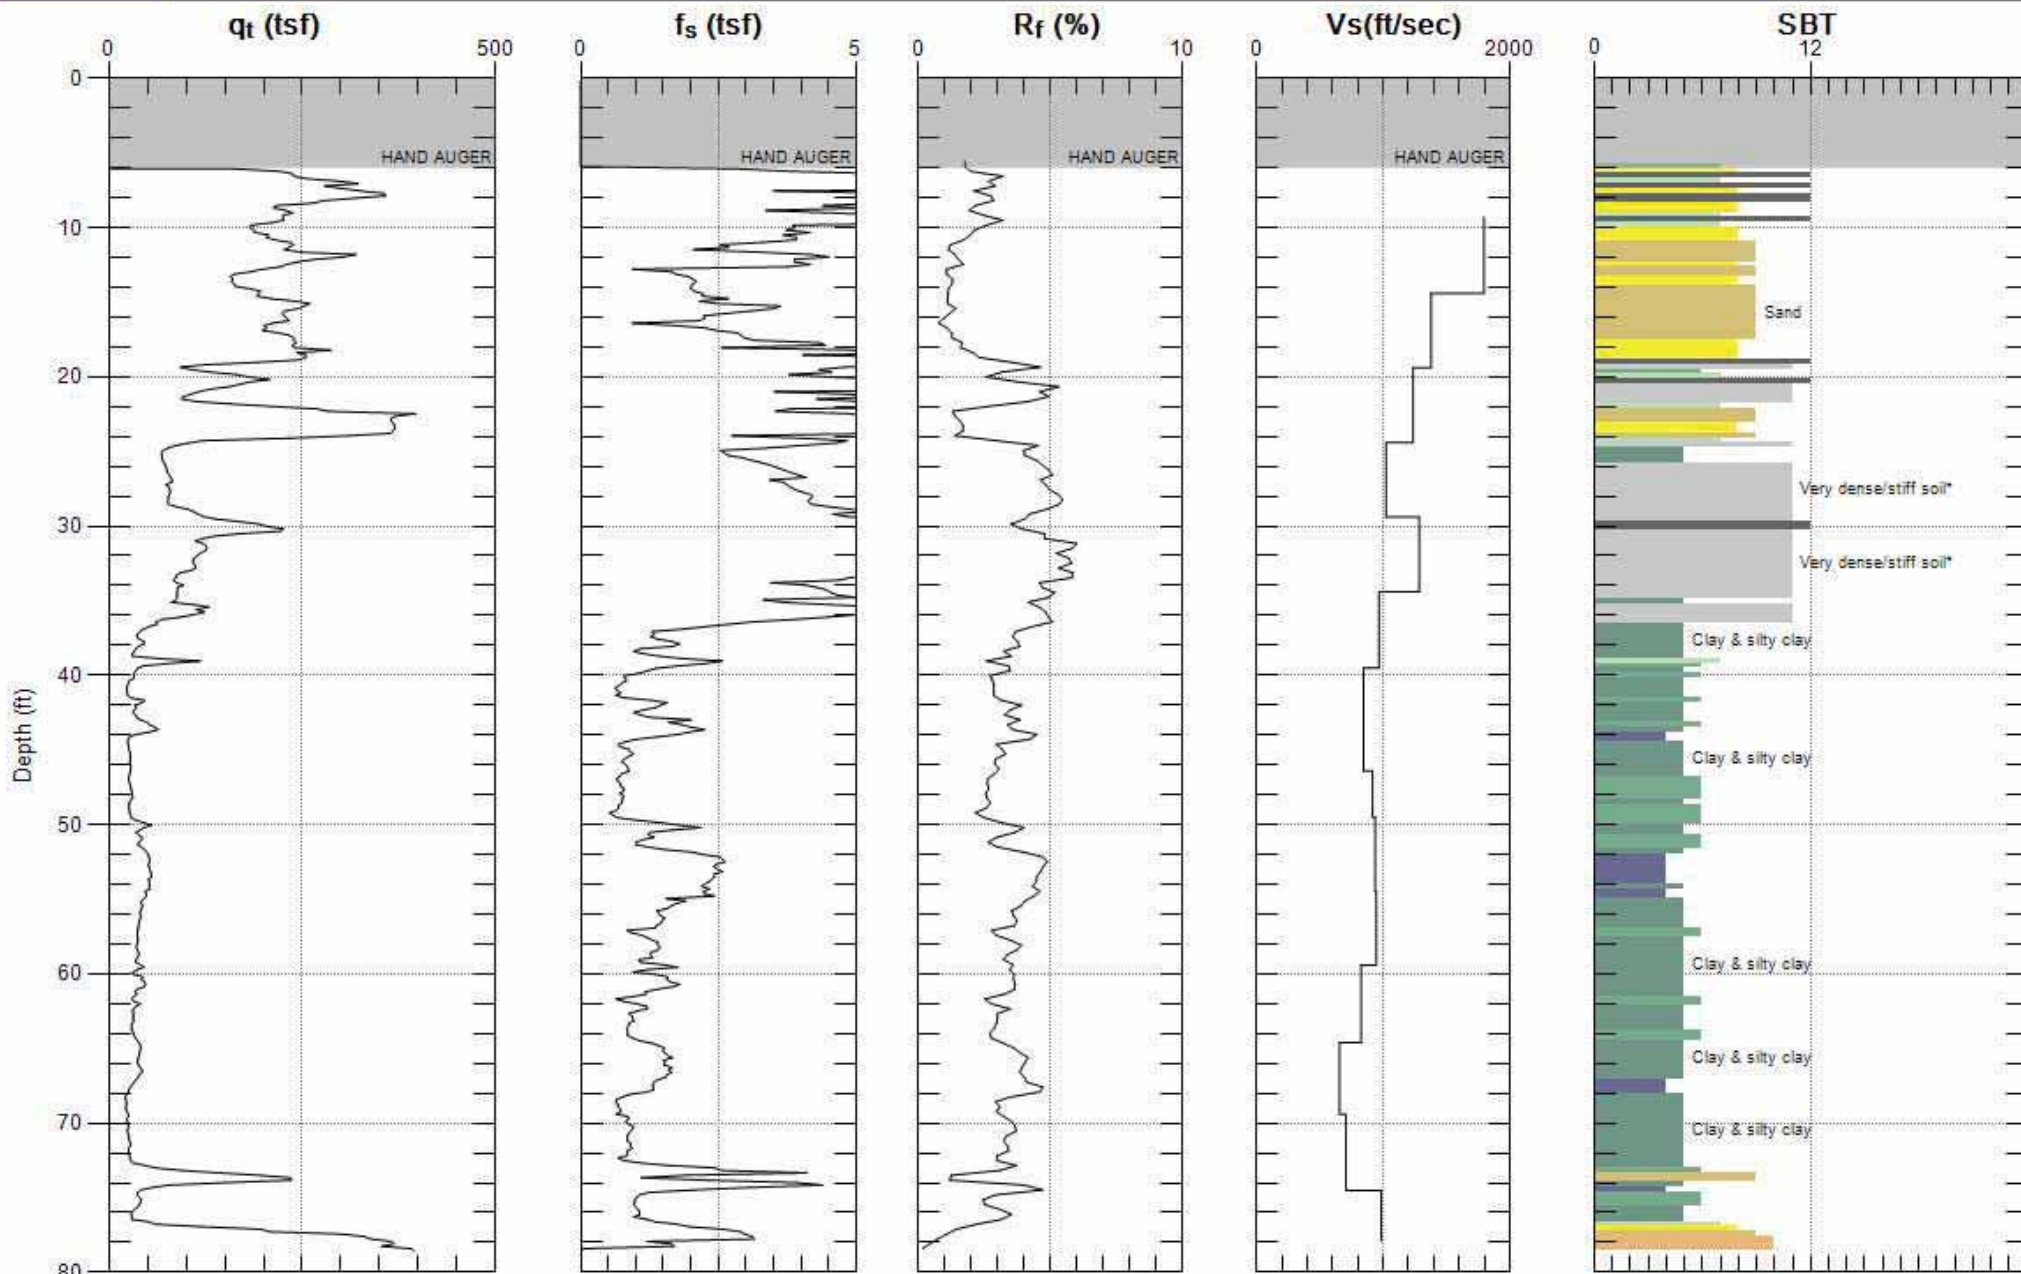 qt (tsf) fs (tsf) Rf (%) Vs(ft/sec) SBT
0 500 0 5 0 10 0 2000 0 12
0
HAND AUGER HAND AUGER HAND AUGER HAND AUGER
10
Sand
20
Very dense/stiff soil*
30
Very dense/stiff soil*
Clay & silty clay
40
Depth (ft)
Clay & silty clay
50
Clay & silty clay
60
Clay & silty clay
70
Clay & silty clay
80